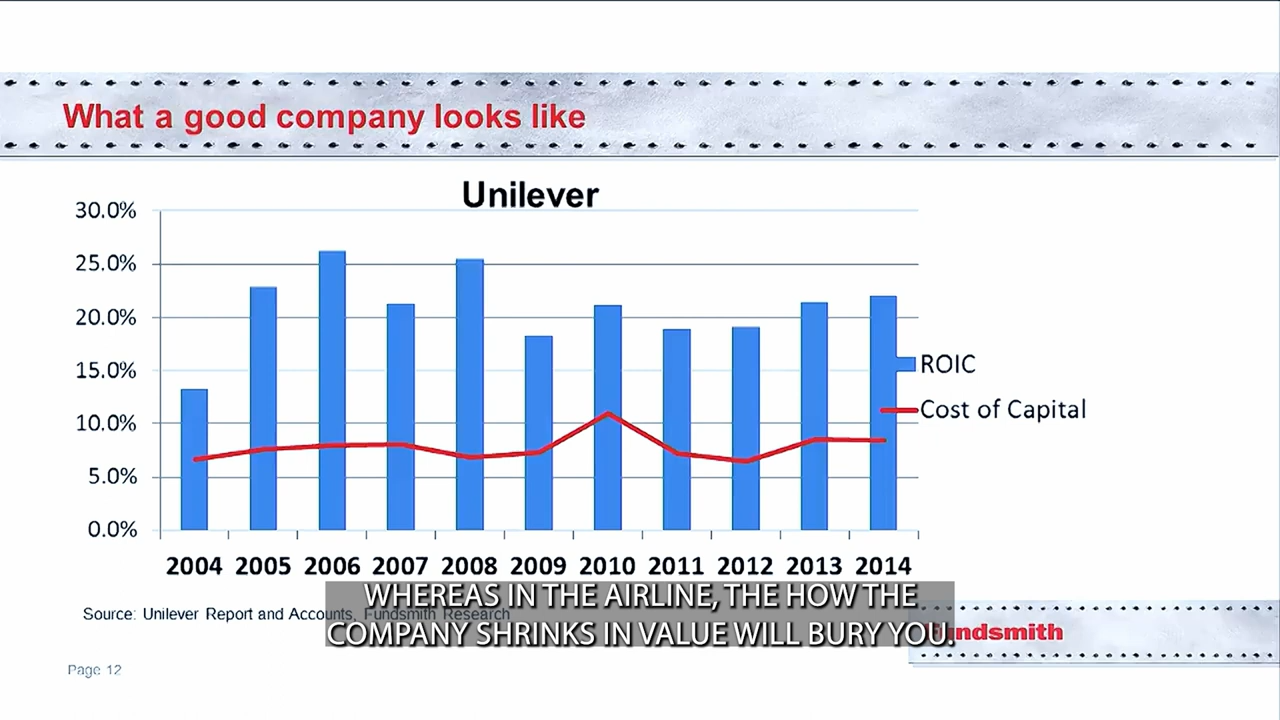 What a good company looks like
Unilever
30.0%
25.0%
20.0%
15.0%
10.0%
5.0%
0.0%
ROIC
Cost of Capital
2004 2005 2006 2007 2008 2009 2010 2011 2012 2013 2014
Source: Unilever Report and Accounts, Fundsmith Research
WHEREAS IN THE AIRLINE, THE HOW THE
COMPANY SHRINKS IN VALUE WILL BURY YOU.
Fundsmith
Page 12